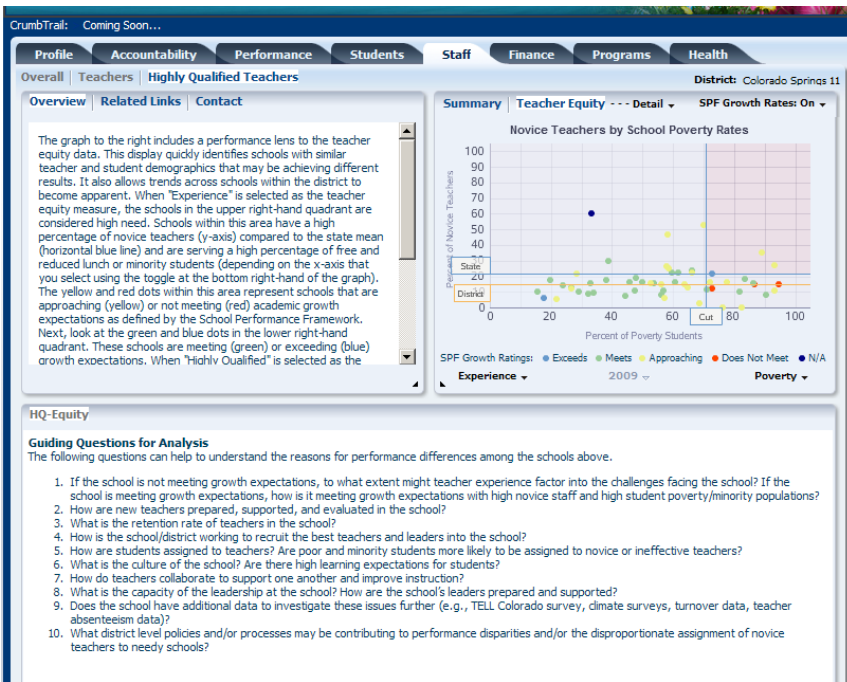 CrumbTrail: Coming Soon...
Profile Accountability Performance Students Staff Finance Programs Health
Overall Teachers Highly Qualified Teachers
District: Colorado Springs 11
Overview Related Links Contact
The graph to the right includes a performance lens to the teacher
equity data. This display quickly identifies schools with similar
teacher and student demographics that may be achieving different
results. It also allows trends across schools within the district to
become apparent. When "Experience" is selected as the teacher
equity measure, the schools in the upper right-hand quadrant are
considered high need. Schools within this area have a high
percentage of novice teachers (y-axis) compared to the state mean
(horizontal blue line) and are serving a high percentage of free and
reduced lunch or minority students (depending on the x-axis that
you select using the toggle at the bottom right-hand of the graph).
The yellow and red dots within this area represent schools that are
approaching (yellow) or not meeting (red) academic growth
expectations as defined by the School Performance Framework.
Next, look at the green and blue dots in the lower right-hand
quadrant. These schools are meeting (green) or exceeding (blue)
growth expectations. When "Highly Qualified" is selected as the
Summary Teacher Equity - - - Detail SPF Growth Rates: On
Novice Teachers by School Poverty Rates
Percent of Novice Teachers
100
90
80
70
60
50
40
30
20
10
0
State
District
Cut
0 20 40 60 80 100
Percent of Poverty Students
SPF Growth Ratings: Exceeds Meets Approaching Does Not Meet N/A
Experience 2009 Poverty
HQ-Equity
Guiding Questions for Analysis
The following questions can help to understand the reasons for performance differences among the schools above.
1. If the school is not meeting growth expectations, to what extent might teacher experience factor into the challenges facing the school? If the
school is meeting growth expectations, how is it meeting growth expectations with high novice staff and high student poverty/minority populations?
2. How are new teachers prepared, supported, and evaluated in the school?
3. What is the retention rate of teachers in the school?
4. How is the school/district working to recruit the best teachers and leaders into the school?
5. How are students assigned to teachers? Are poor and minority students more likely to be assigned to novice or ineffective teachers?
6. What is the culture of the school? Are there high learning expectations for students?
7. How do teachers collaborate to support one another and improve instruction?
8. What is the capacity of the leadership at the school? How are the school's leaders prepared and supported?
9. Does the school have additional data to investigate these issues further (e.g., TELL Colorado survey, climate surveys, turnover data, teacher
absenteeism data)?
10. What district level policies and/or processes may be contributing to performance disparities and/or the disproportionate assignment of novice
teachers to needy schools?